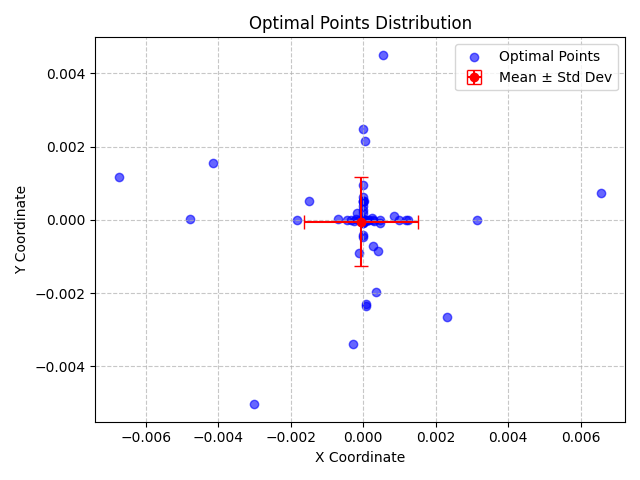 Optimal Points Distribution
Optimal Points
Mean ± Std Dev
Y Coordinate
0.004
0.002
0.000
−0.002
−0.004
−0.006 −0.004 −0.002 0.000 0.002 0.004 0.006
X Coordinate